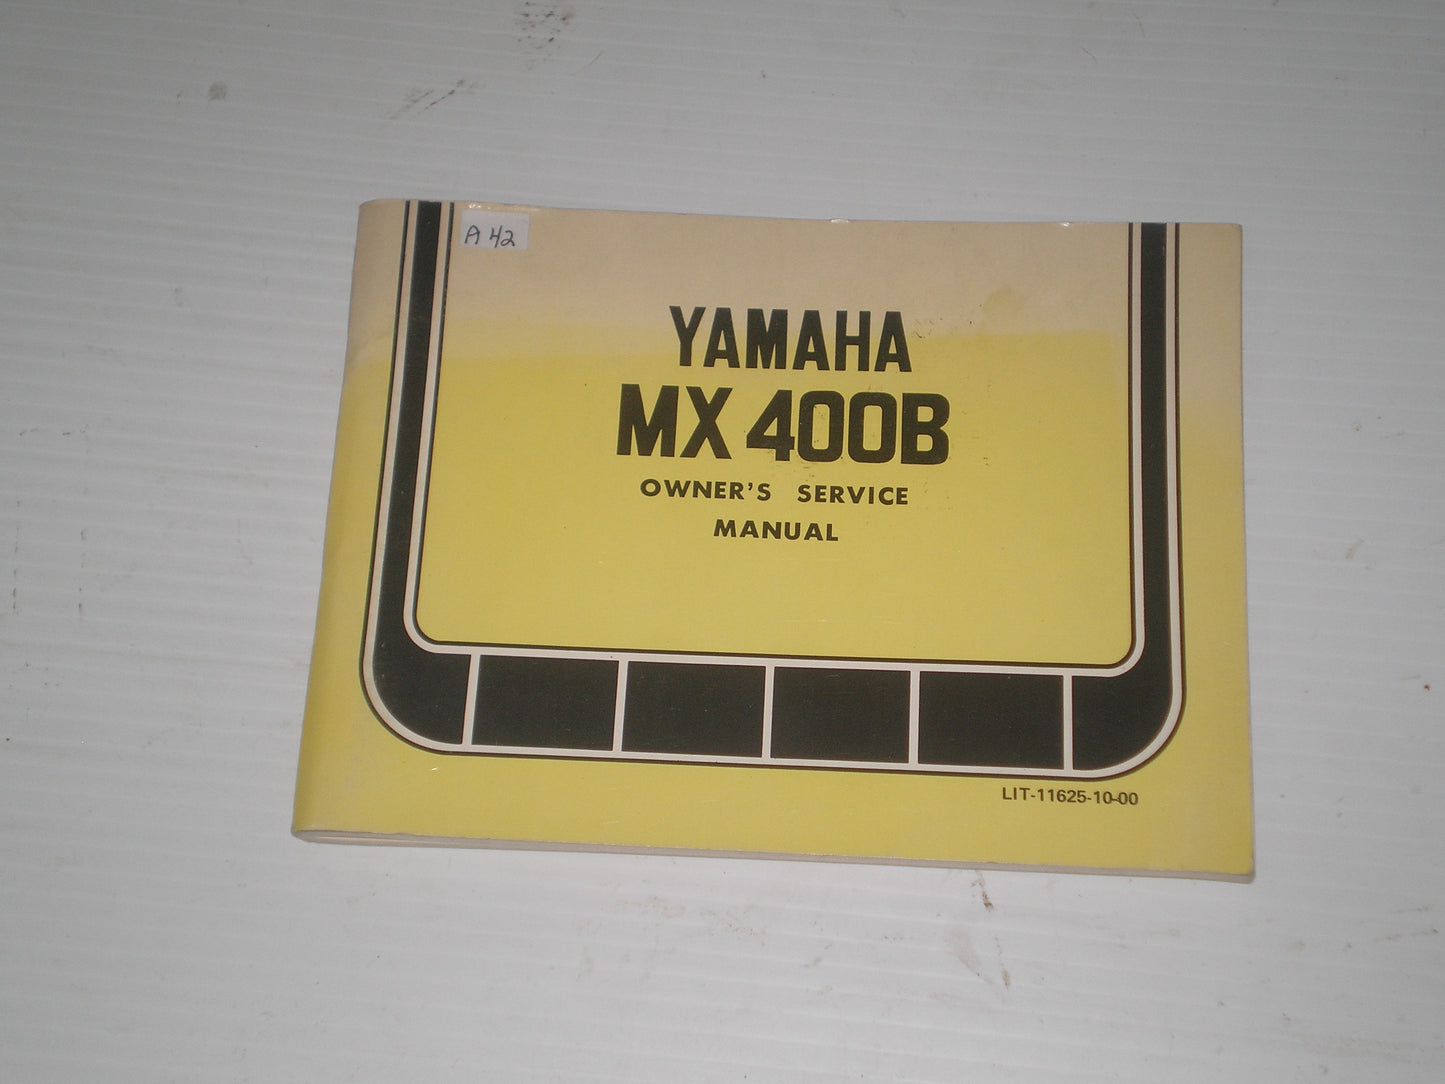 A 42
YAMAHA
MX 400B
OWNER'S SERVICE
MANUAL
LIT-11625-10-00